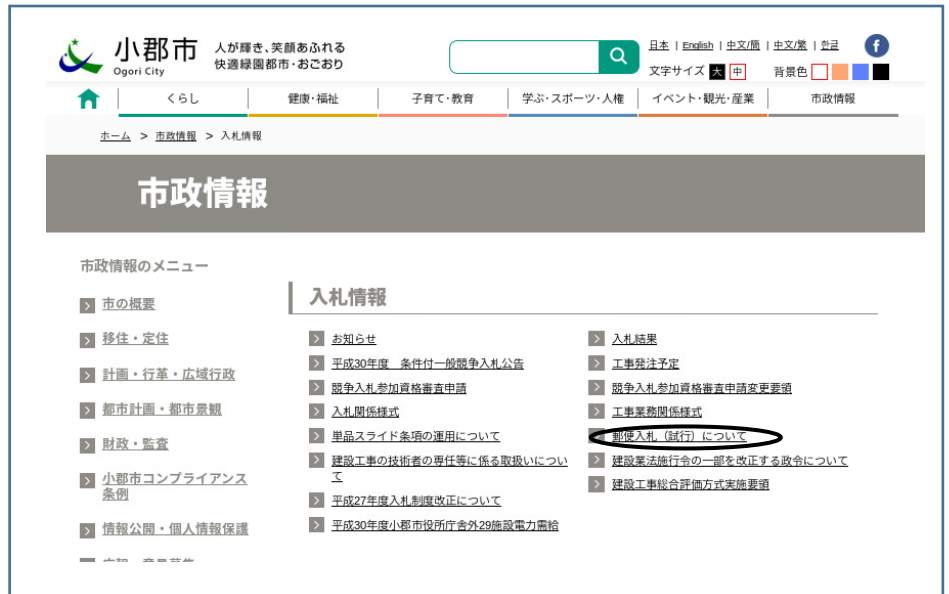 小郡市
Ogori City
人が輝き、笑顔あふれる
快適緑園都市・おごおり
日本 | English | 中文/簡 | 中文/繁 | 한글
文字サイズ 大 中 背景色
くらし 健康・福祉 子育て・教育 学ぶ・スポーツ・人権 イベント・観光・産業 市政情報
ホーム > 市政情報 > 入札情報
市政情報
市政情報のメニュー
市の概要
移住・定住
計画・行革・広域行政
都市計画・都市景観
財政・監査
小郡市コンプライアンス
条例
情報公開・個人情報保護
入札情報
お知らせ
平成30年度 条件付一般競争入札公告
競争入札参加資格審査申請
入札関係様式
単品スライド条項の運用について
建設工事の技術者の専任等に係る取扱いについ
て
平成27年度入札制度改正について
平成30年度小郡市役所庁舎外29施設電力需給
入札結果
工事発注予定
競争入札参加資格審査申請変更要領
工事業務関係様式
郵便入札（試行）について
建設業法施行令の一部を改正する政令について
建設工事総合評価方式実施要領